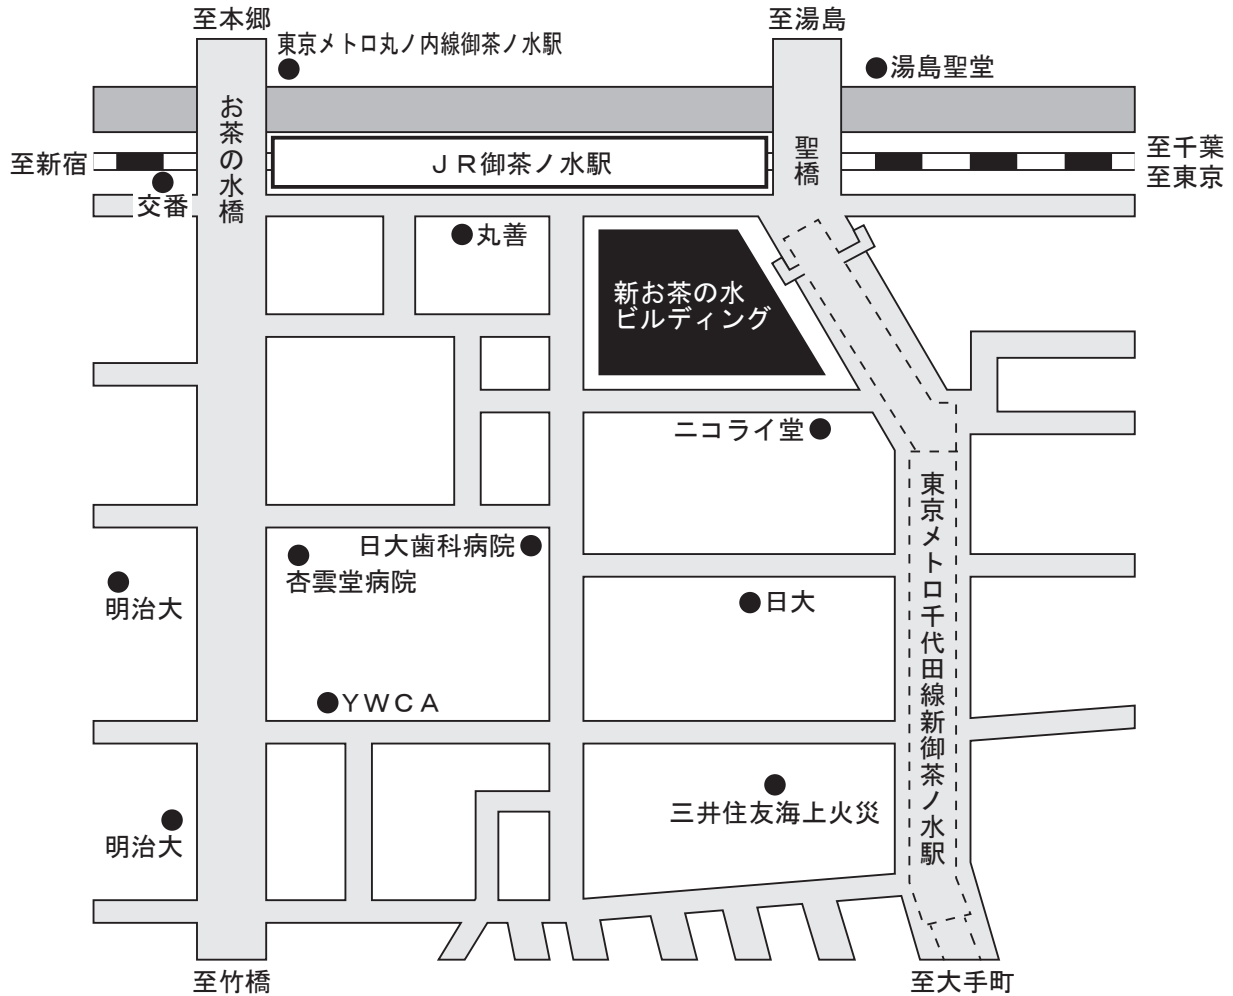 至本郷
至湯島
東京メトロ丸ノ内線御茶ノ水駅
湯島聖堂
お茶の水橋
聖橋
至新宿
ＪＲ御茶ノ水駅
至千葉
至東京
交番
丸善
新お茶の水
ビルディング
ニコライ堂
東京メトロ千代田線新御茶ノ水駅
日大歯科病院
杏雲堂病院
明治大
日大
ＹＷＣＡ
三井住友海上火災
明治大
至竹橋
至大手町